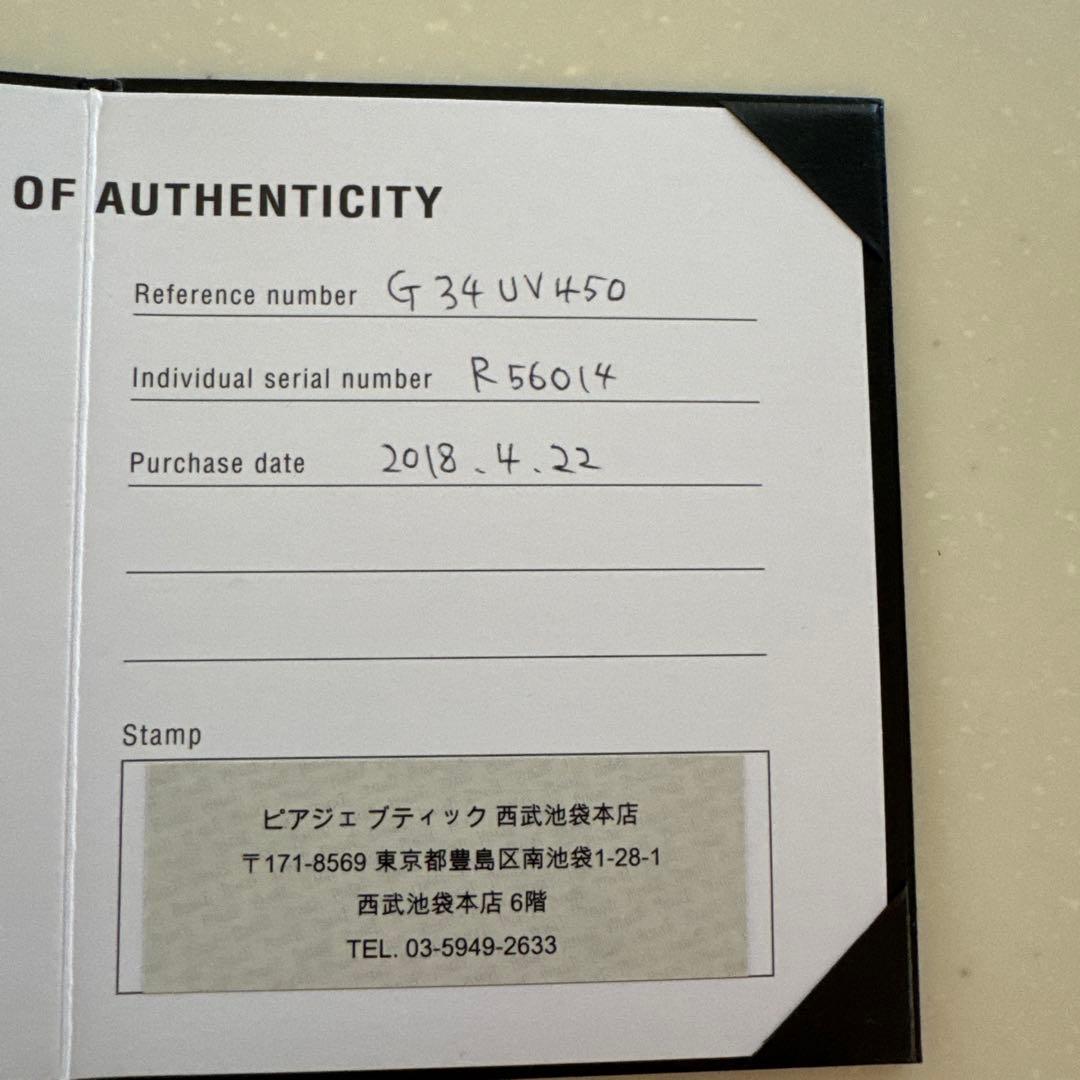 OF AUTHENTICITY
Reference number G34UV450
Individual serial number R56014
Purchase date 2018.4.22
Stamp
ピアジェ ブティック 西武池袋本店
〒171-8569 東京都豊島区南池袋1-28-1
西武池袋本店 6階
TEL. 03-5949-2633